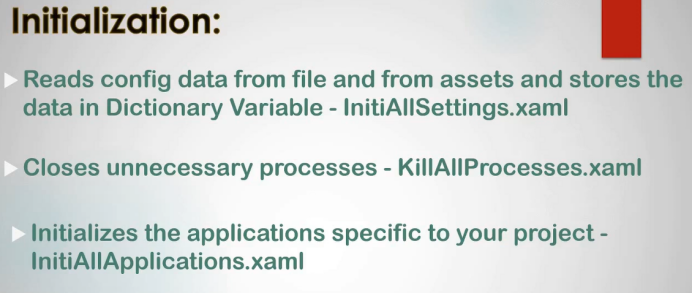 Initialization:
Reads config data from file and from assets and stores the
data in Dictionary Variable - InitiAllSettings.xaml
Closes unnecessary processes - KillAllProcesses.xaml
Initializes the applications specific to your project -
InitiAllApplications.xaml